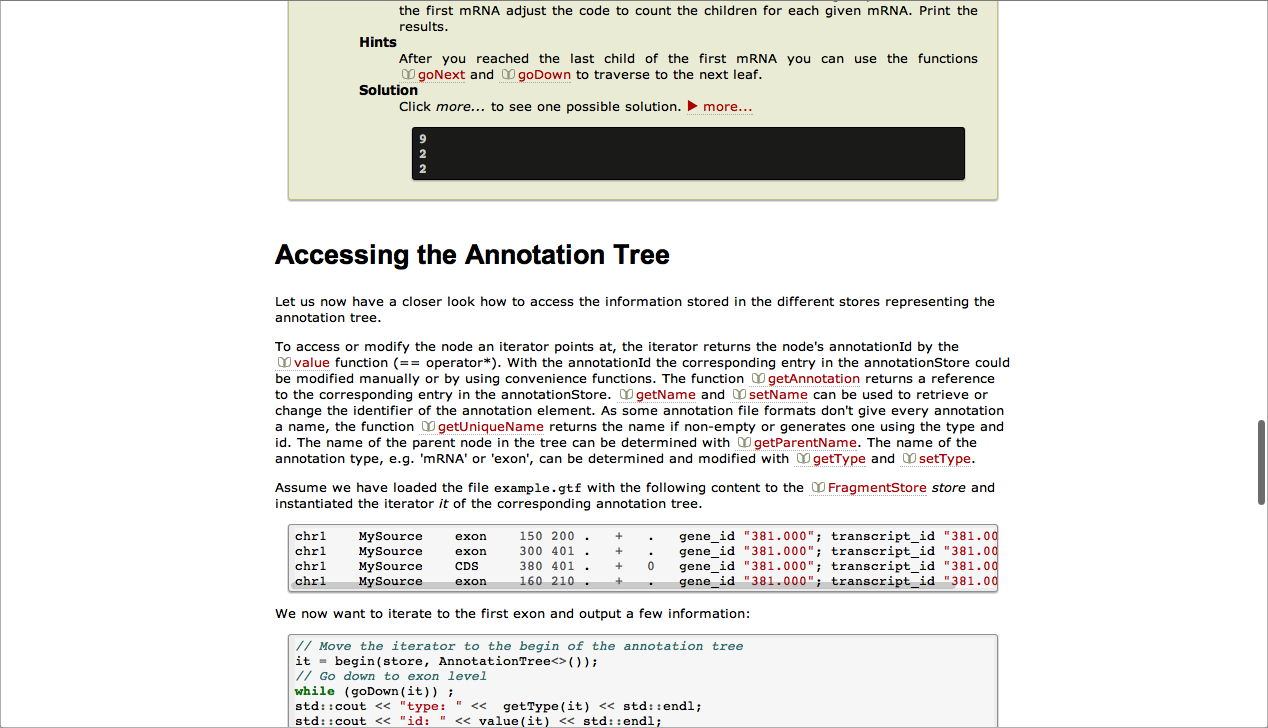 the first mRNA adjust the code to count the children for each given mRNA. Print the
results.
Hints
After you reached the last child of the first mRNA you can use the functions
goNext and goDown to traverse to the next leaf.
Solution
Click more... to see one possible solution. ▶ more...
9
2
2
Accessing the Annotation Tree
Let us now have a closer look how to access the information stored in the different stores representing the
annotation tree.
To access or modify the node an iterator points at, the iterator returns the node's annotationId by the
value function (== operator*). With the annotationId the corresponding entry in the annotationStore could
be modified manually or by using convenience functions. The function getAnnotation returns a reference
to the corresponding entry in the annotationStore. getName and setName can be used to retrieve or
change the identifier of the annotation element. As some annotation file formats don't give every annotation
a name, the function getUniqueName returns the name if non-empty or generates one using the type and
id. The name of the parent node in the tree can be determined with getParentName. The name of the
annotation type, e.g. 'mRNA' or 'exon', can be determined and modified with getType and setType.
Assume we have loaded the file example.gtf with the following content to the FragmentStore store and
instantiated the iterator it of the corresponding annotation tree.
chr1 MySource exon 150 200 . + . gene_id "381.000"; transcript_id "381.00
chr1 MySource exon 300 401 . + . gene_id "381.000"; transcript_id "381.00
chr1 MySource CDS 380 401 . + 0 gene_id "381.000"; transcript_id "381.00
chr1 MySource exon 160 210 . + . gene_id "381.000"; transcript_id "381.00
We now want to iterate to the first exon and output a few information:
// Move the iterator to the begin of the annotation tree
it = begin(store, AnnotationTree<>());
// Go down to exon level
while (goDown(it)) ;
std::cout << "type: " << getType(it) << std::endl;
std::cout << "id: " << value(it) << std::endl;